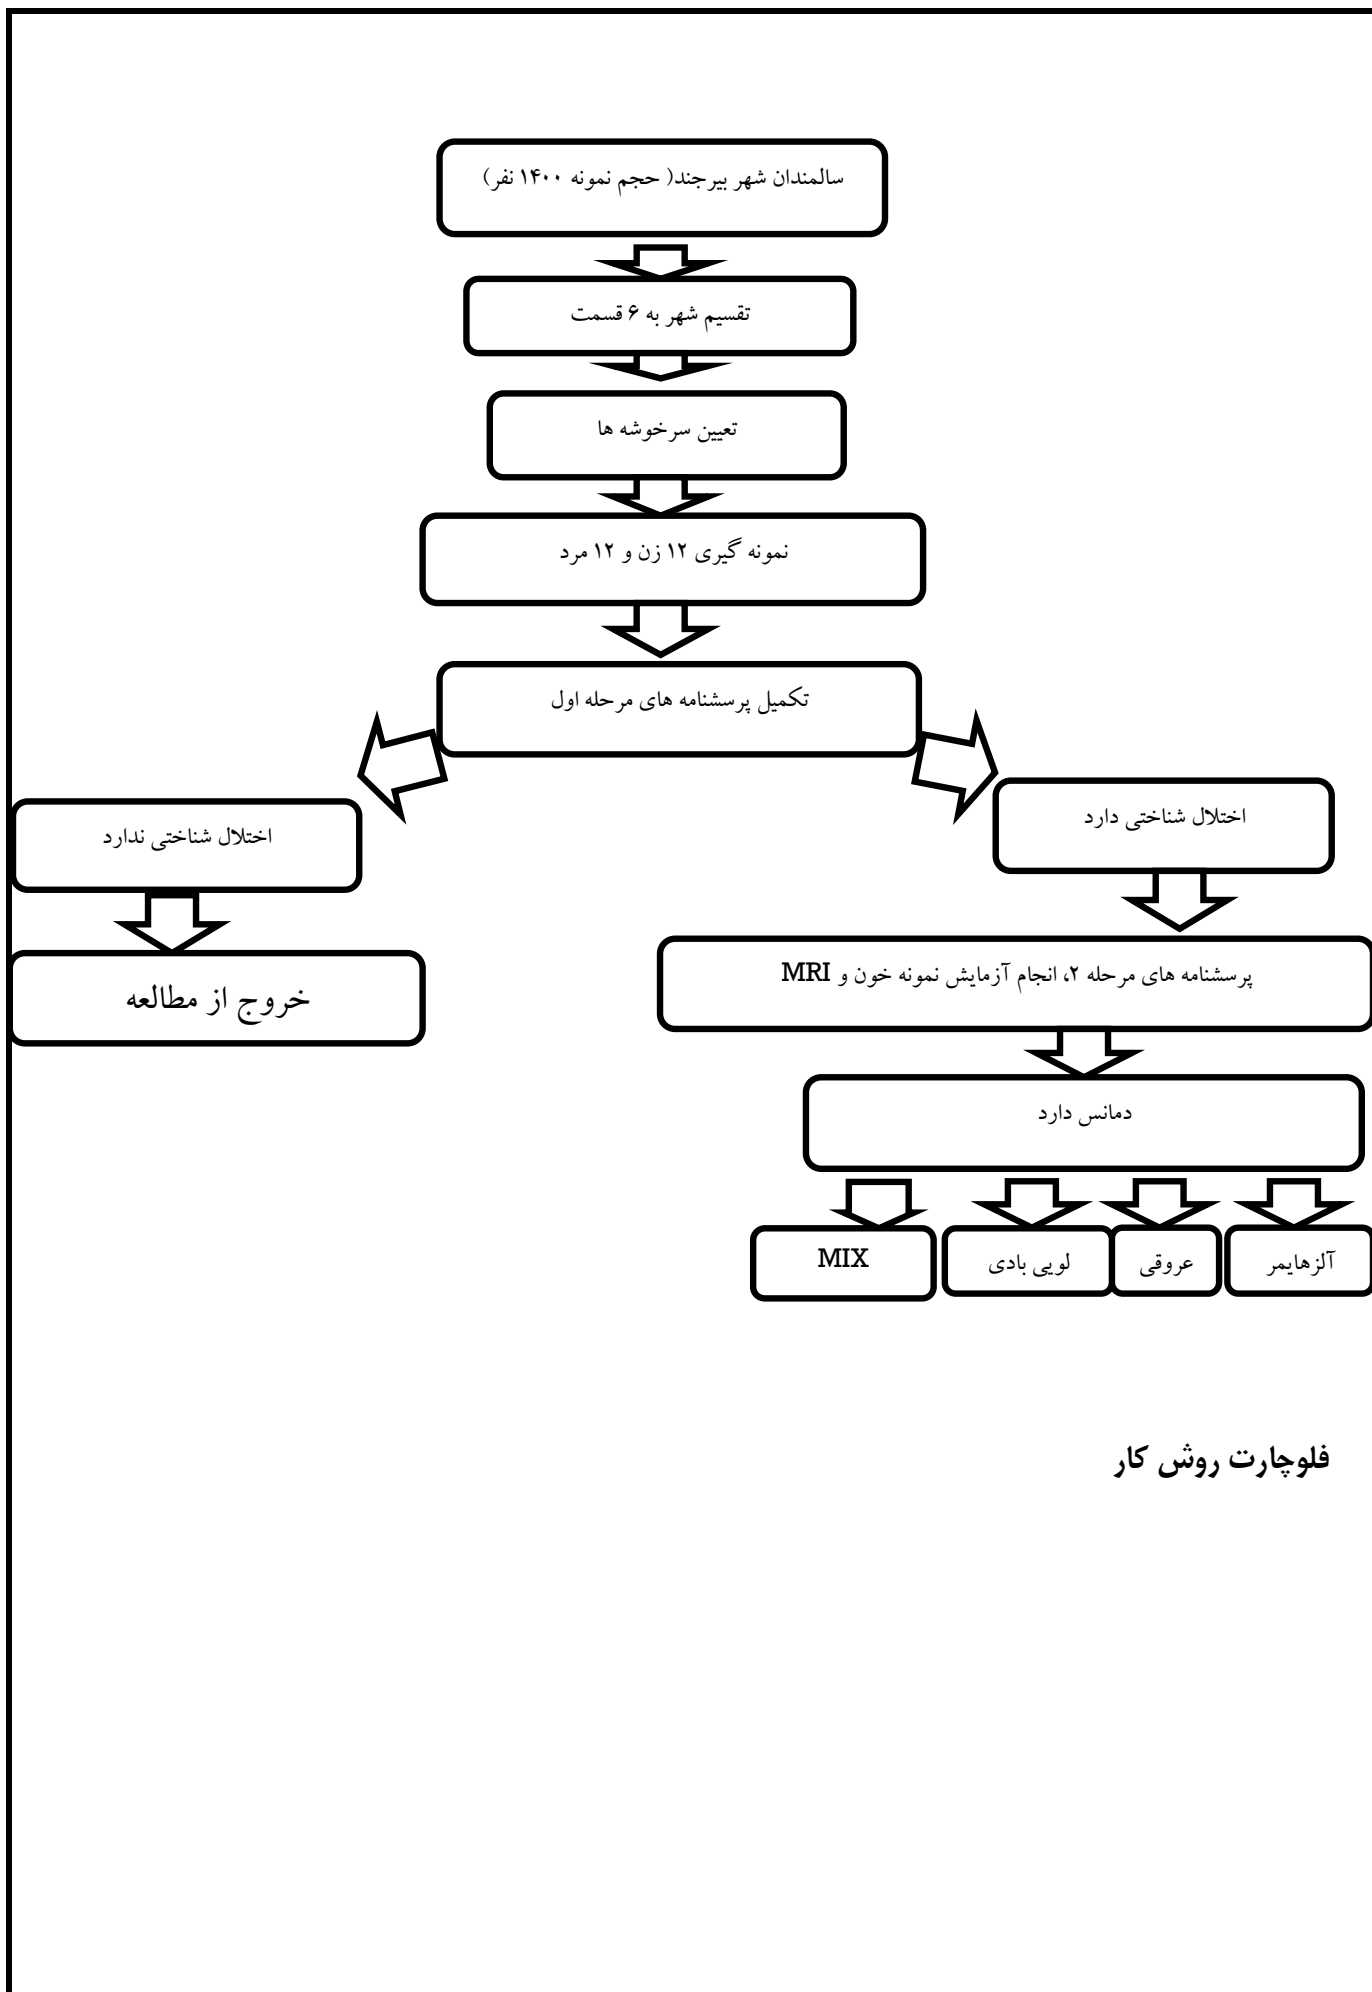 سالمندان شهر بیرجند( حجم نمونه ۱۴۰۰ نفر)
تقسیم شهر به ۶ قسمت
تعیین سرخوشه ها
نمونه گیری ۱۲ زن و ۱۲ مرد
تکمیل پرسشنامه های مرحله اول
اختلال شناختی دارد
اختلال شناختی ندارد
پرسشنامه های مرحله ۲، انجام آزمایش نمونه خون و MRI
خروج از مطالعه
دمانس دارد
آلزهایمر
عروقی
لویی بادی
MIX
فلوچارت روش کار